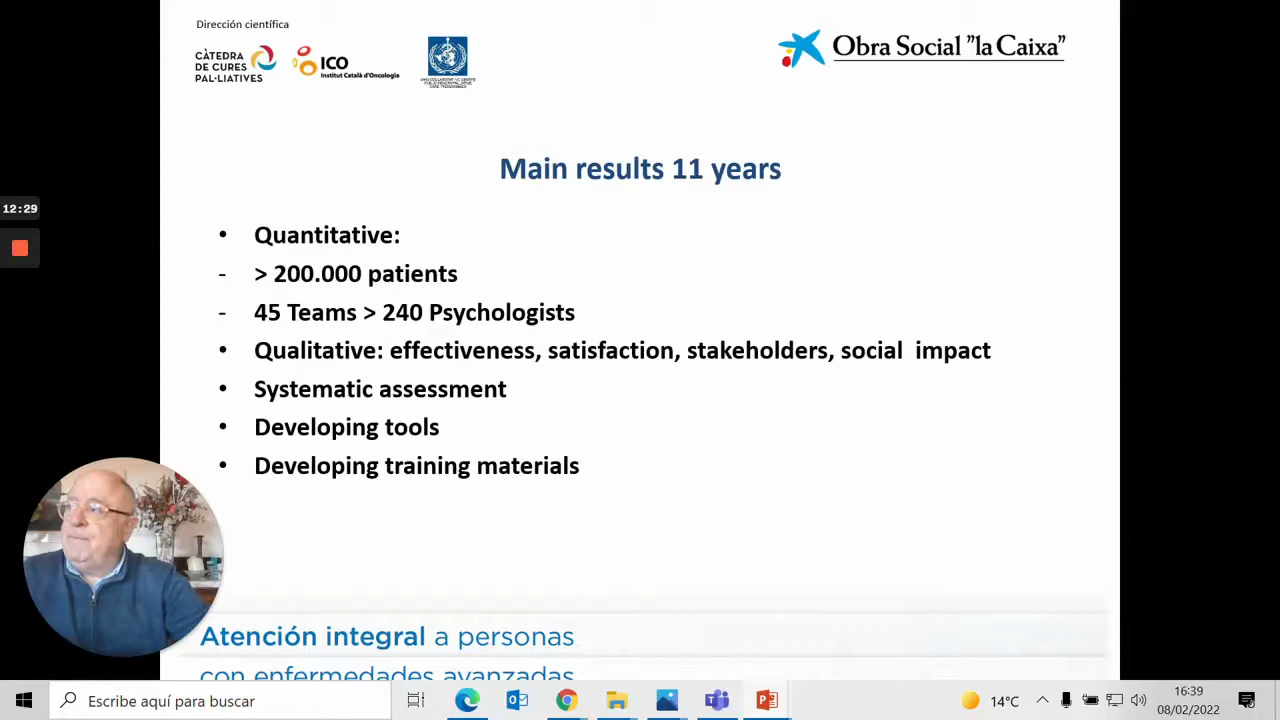 Dirección científica
CÀTEDRA
DE CURES
PAL·LIATIVES
ICO
Institut Català d'Oncologia
Obra Social "la Caixa"
Main results 11 years
12:29
• Quantitative:
- > 200.000 patients
- 45 Teams > 240 Psychologists
• Qualitative: effectiveness, satisfaction, stakeholders, social impact
• Systematic assessment
• Developing tools
• Developing training materials
Atención integral a personas
con enfermedades avanzadas
Escribe aquí para buscar
14°C
16:39
08/02/2022